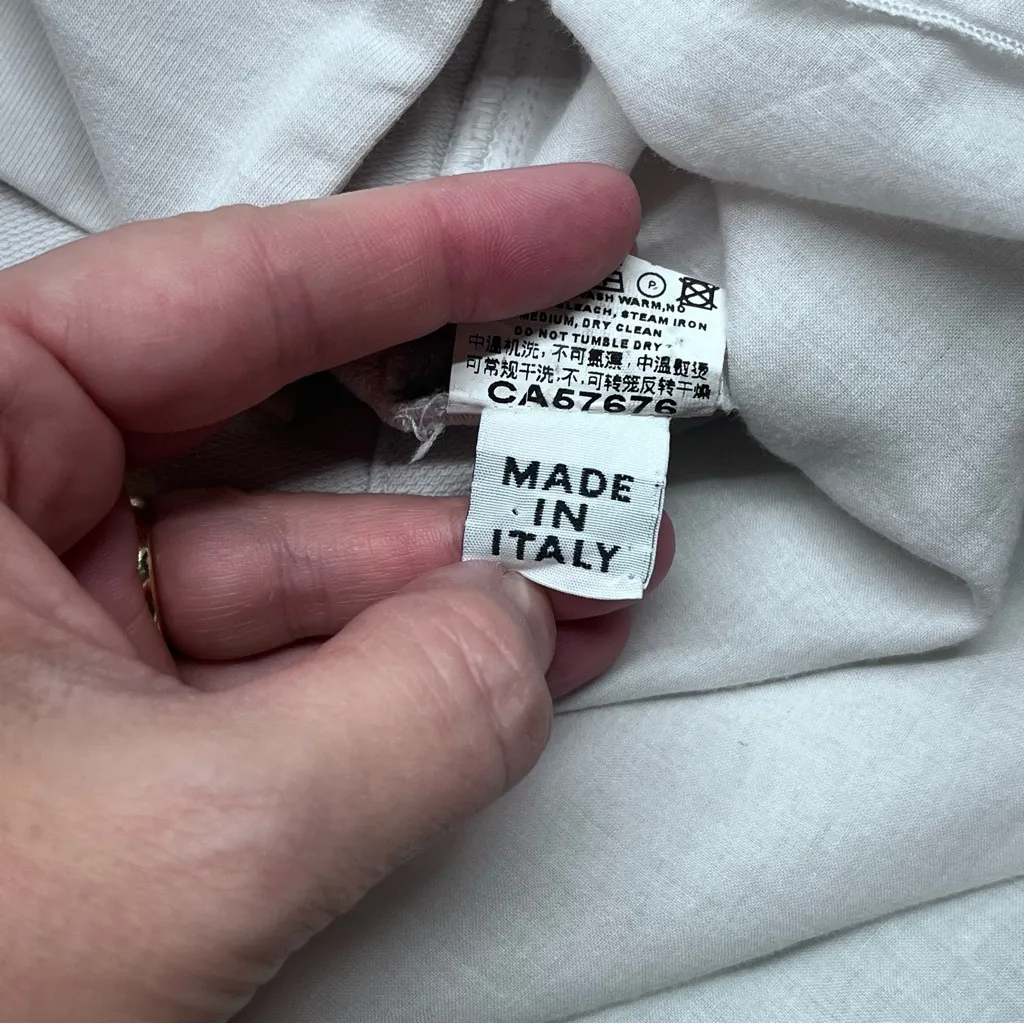 P
WASH WARM, NO
BLEACH, STEAM IRON
MEDIUM, DRY CLEAN
DO NOT TUMBLE DRY
中温机洗，不可氯漂，中温熨烫
可常规干洗，不可转笼反转干燥
CA57676
MADE
IN
ITALY